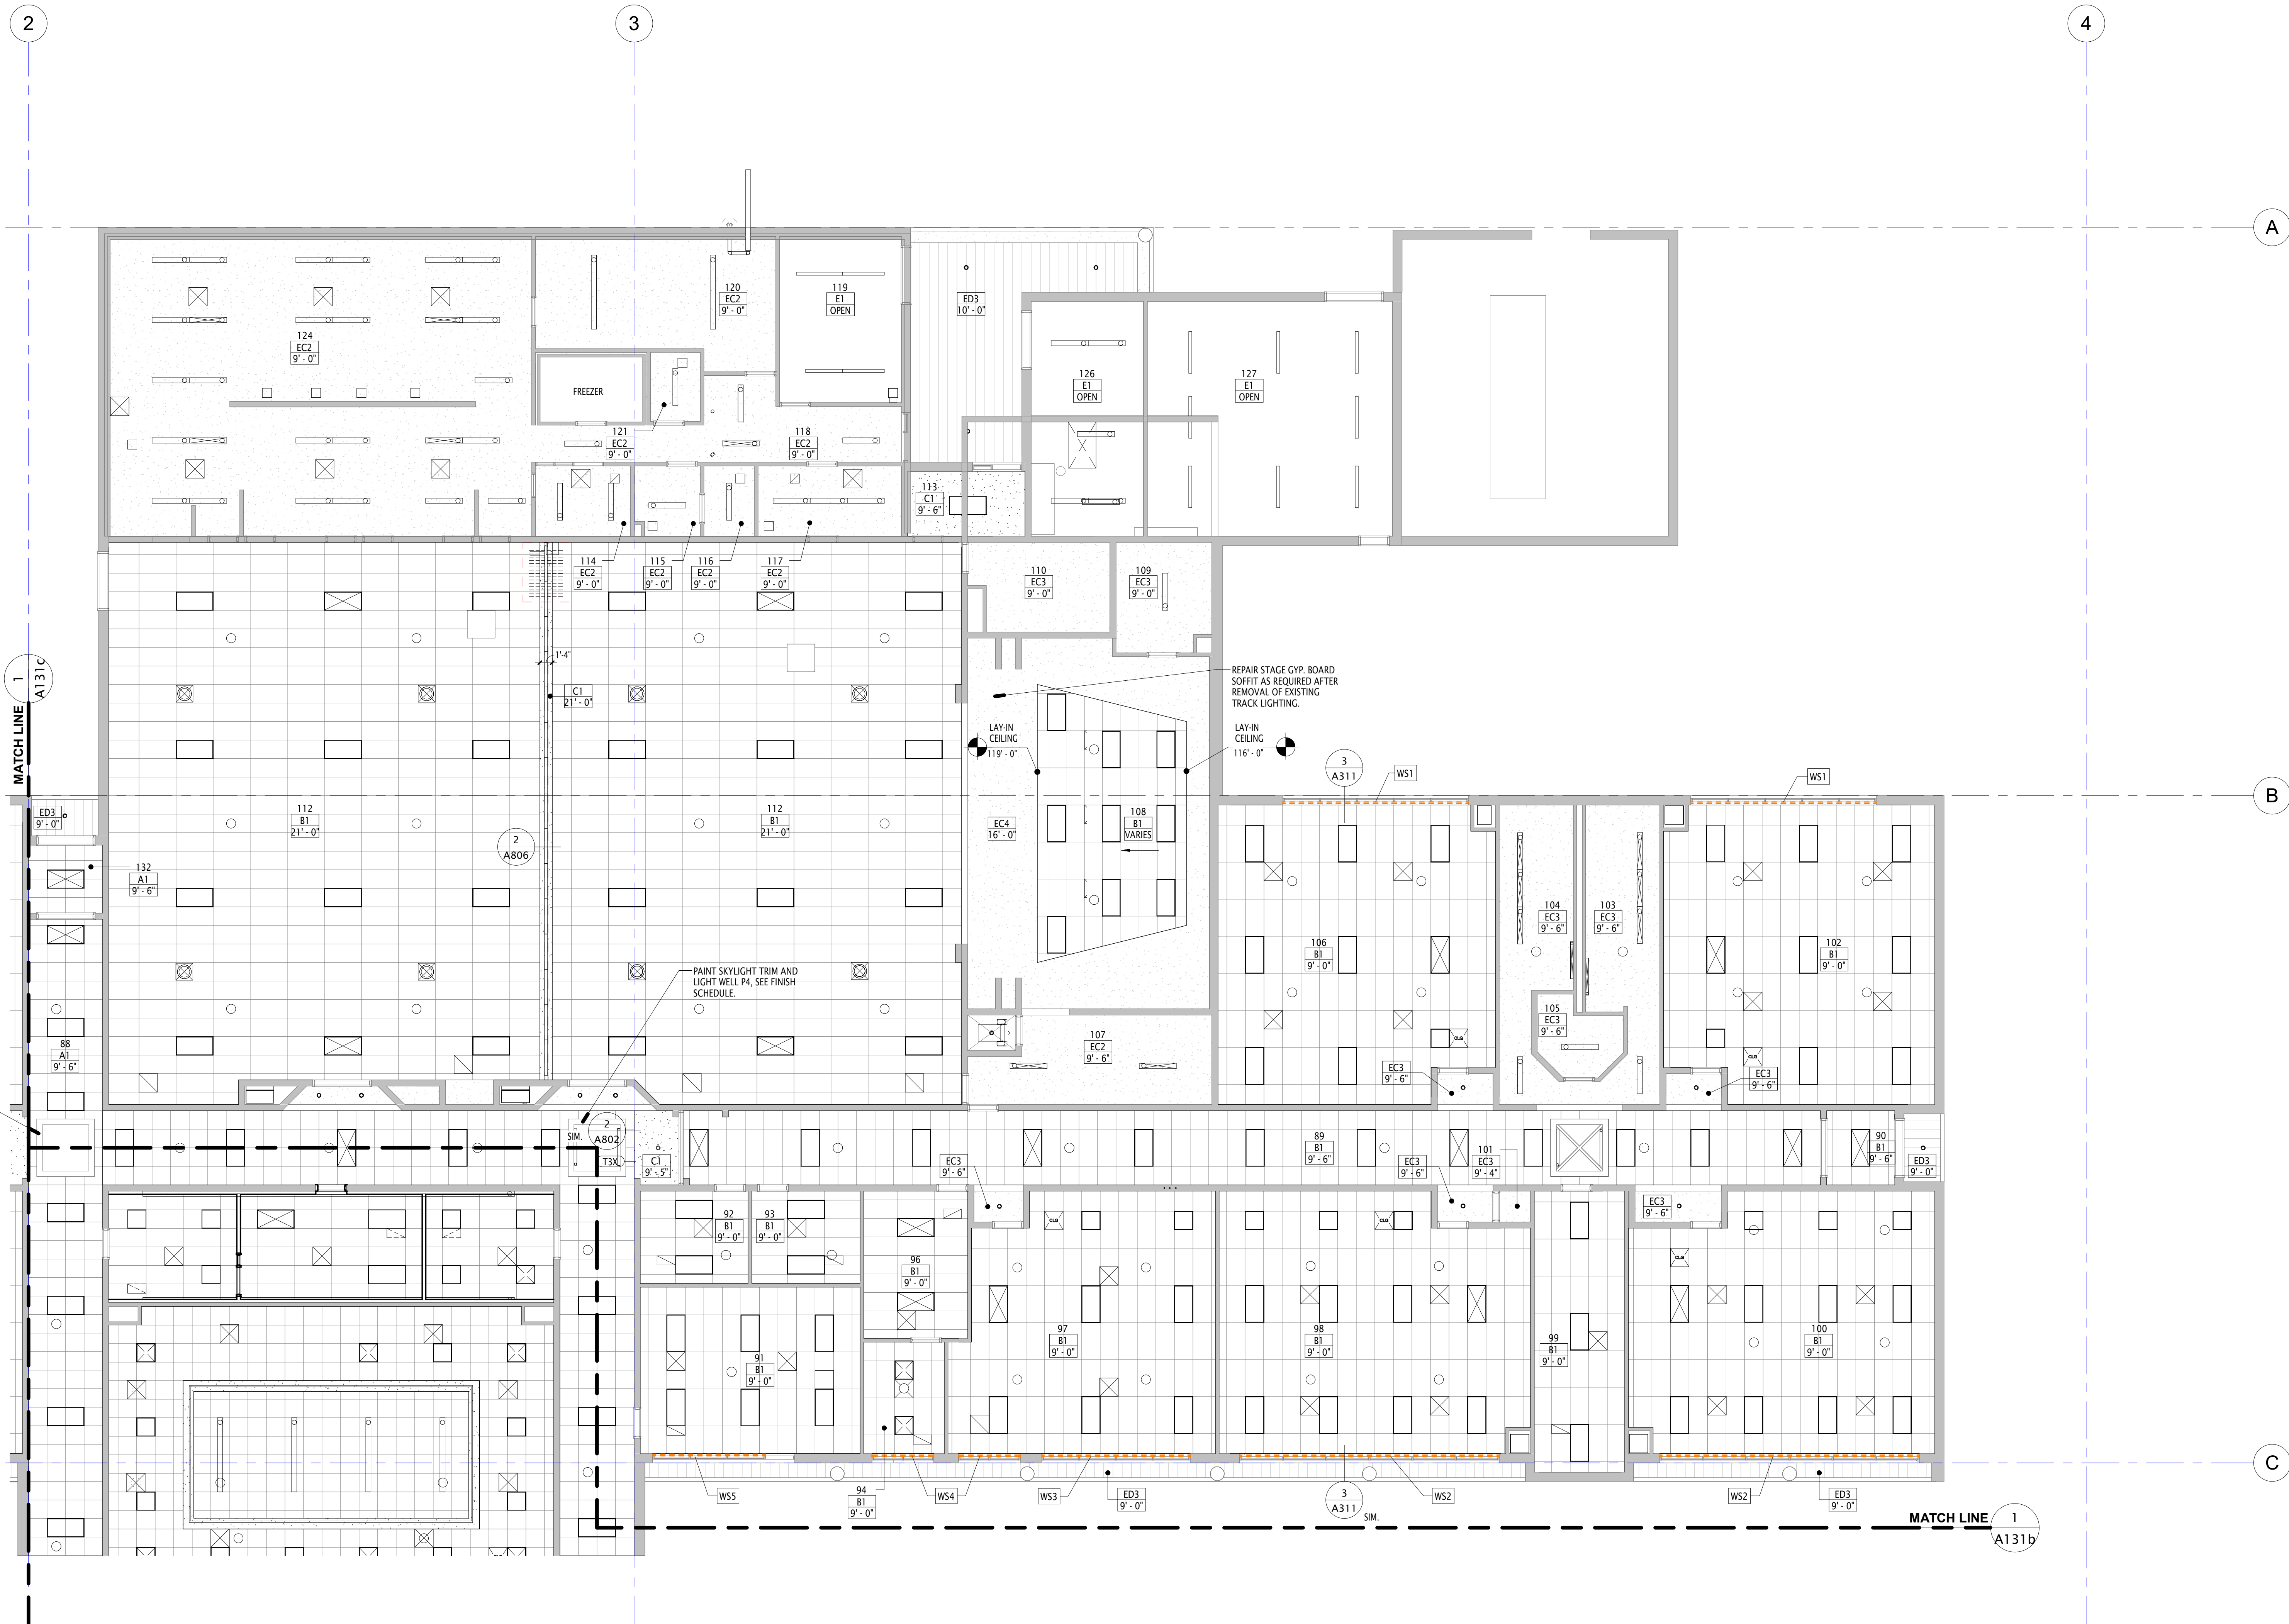 2
3
4
A
120
EC2
9' - 0"
119
E1
OPEN
ED3
10' - 0"
124
EC2
9' - 0"
FREEZER
126
E1
OPEN
127
E1
OPEN
121
EC2
9' - 0"
118
EC2
9' - 0"
113
C1
9' - 6"
114
EC2
9' - 0"
115
EC2
9' - 0"
116
EC2
9' - 0"
117
EC2
9' - 0"
110
EC3
9' - 0"
109
EC3
9' - 0"
1
A131c
MATCH LINE
1'-4"
C1
21' - 0"
REPAIR STAGE GYP. BOARD
SOFFIT AS REQUIRED AFTER
REMOVAL OF EXISTING
TRACK LIGHTING.
LAY-IN
CEILING
119' - 0"
LAY-IN
CEILING
116' - 0"
3
A311
WS1
WS1
B
ED3
9' - 0"
112
B1
21' - 0"
112
B1
21' - 0"
2
A806
EC4
16' - 0"
108
B1
VARIES
132
A1
9' - 6"
104
EC3
9' - 6"
103
EC3
9' - 6"
106
B1
9' - 0"
102
B1
9' - 0"
PAINT SKYLIGHT TRIM AND
LIGHT WELL P4, SEE FINISH
SCHEDULE.
105
EC3
9' - 6"
88
A1
9' - 6"
107
EC2
9' - 6"
CLG
CLG
EC3
9' - 6"
EC3
9' - 6"
SIM.
2
A802
T3X
C1
9' - 5"
EC3
9' - 6"
89
B1
9' - 6"
EC3
9' - 6"
101
EC3
9' - 4"
90
B1
9' - 6"
ED3
9' - 0"
92
B1
9' - 0"
93
B1
9' - 0"
EC3
9' - 6"
CLG
CLG
CLG
96
B1
9' - 0"
91
B1
9' - 0"
97
B1
9' - 0"
98
B1
9' - 0"
99
B1
9' - 0"
100
B1
9' - 0"
C
WS5
94
B1
9' - 0"
WS4
WS3
ED3
9' - 0"
3
A311
SIM.
WS2
WS2
ED3
9' - 0"
MATCH LINE
1
A131b